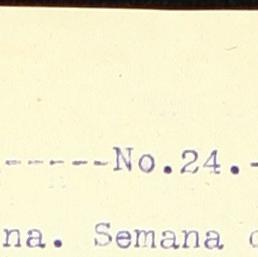 ------No.24.-
na. Semana